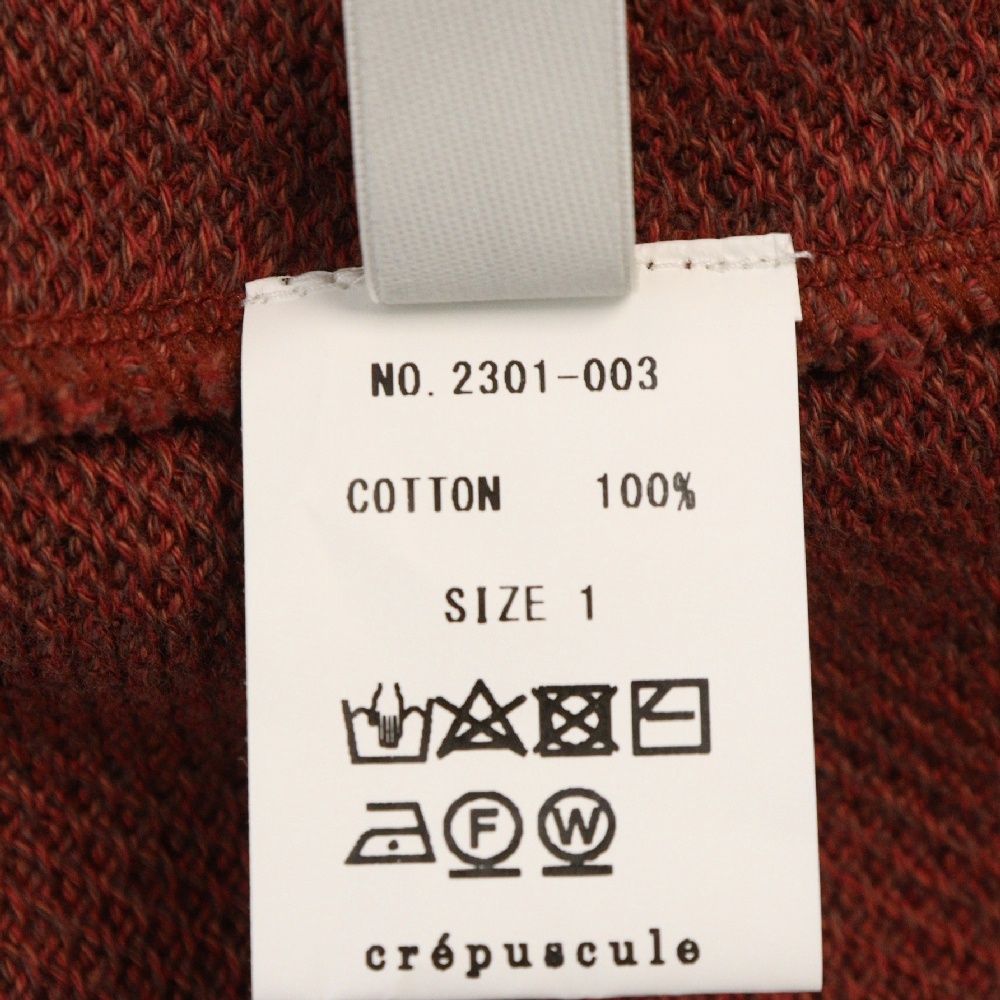 NO. 2301-003
COTTON 100%
SIZE 1
F W
crépuscule